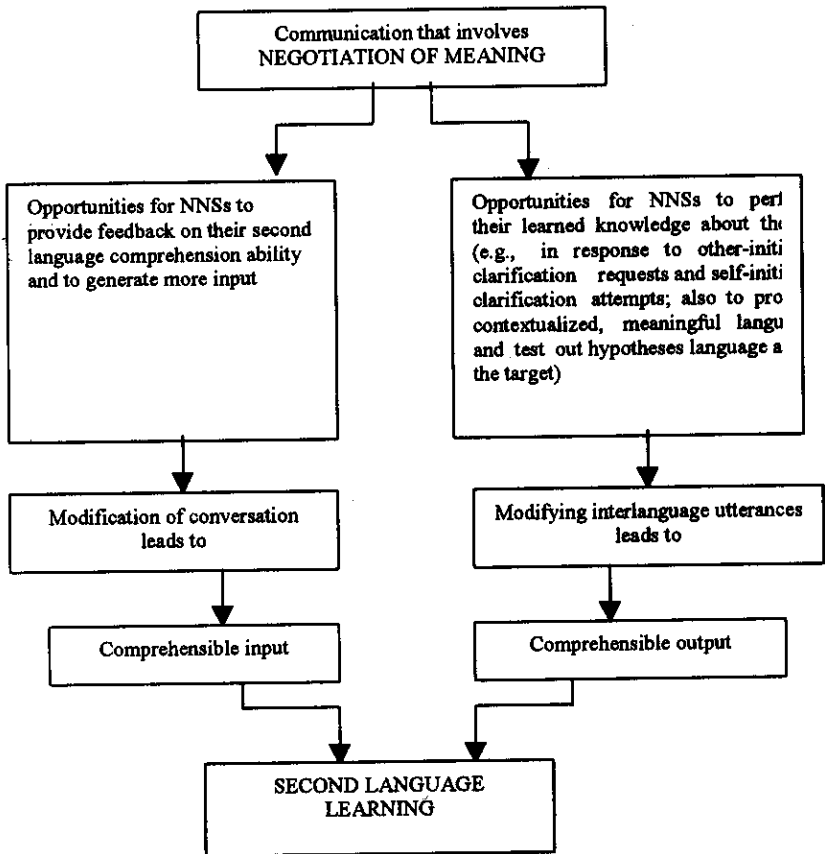 Communication that involves
NEGOTIATION OF MEANING
Opportunities for NNSs to
provide feedback on their second
language comprehension ability
and to generate more input
Opportunities for NNSs to
their learned knowledge about
(e.g., in response to
clarification requests and
clarification attempts; also to
contextualized, meaningful
and test out hypotheses language
the target)
Modification of conversation
leads to
Modifying interlanguage utterances
leads to
Comprehensible input
Comprehensible output
SECOND LANGUAGE
LEARNING